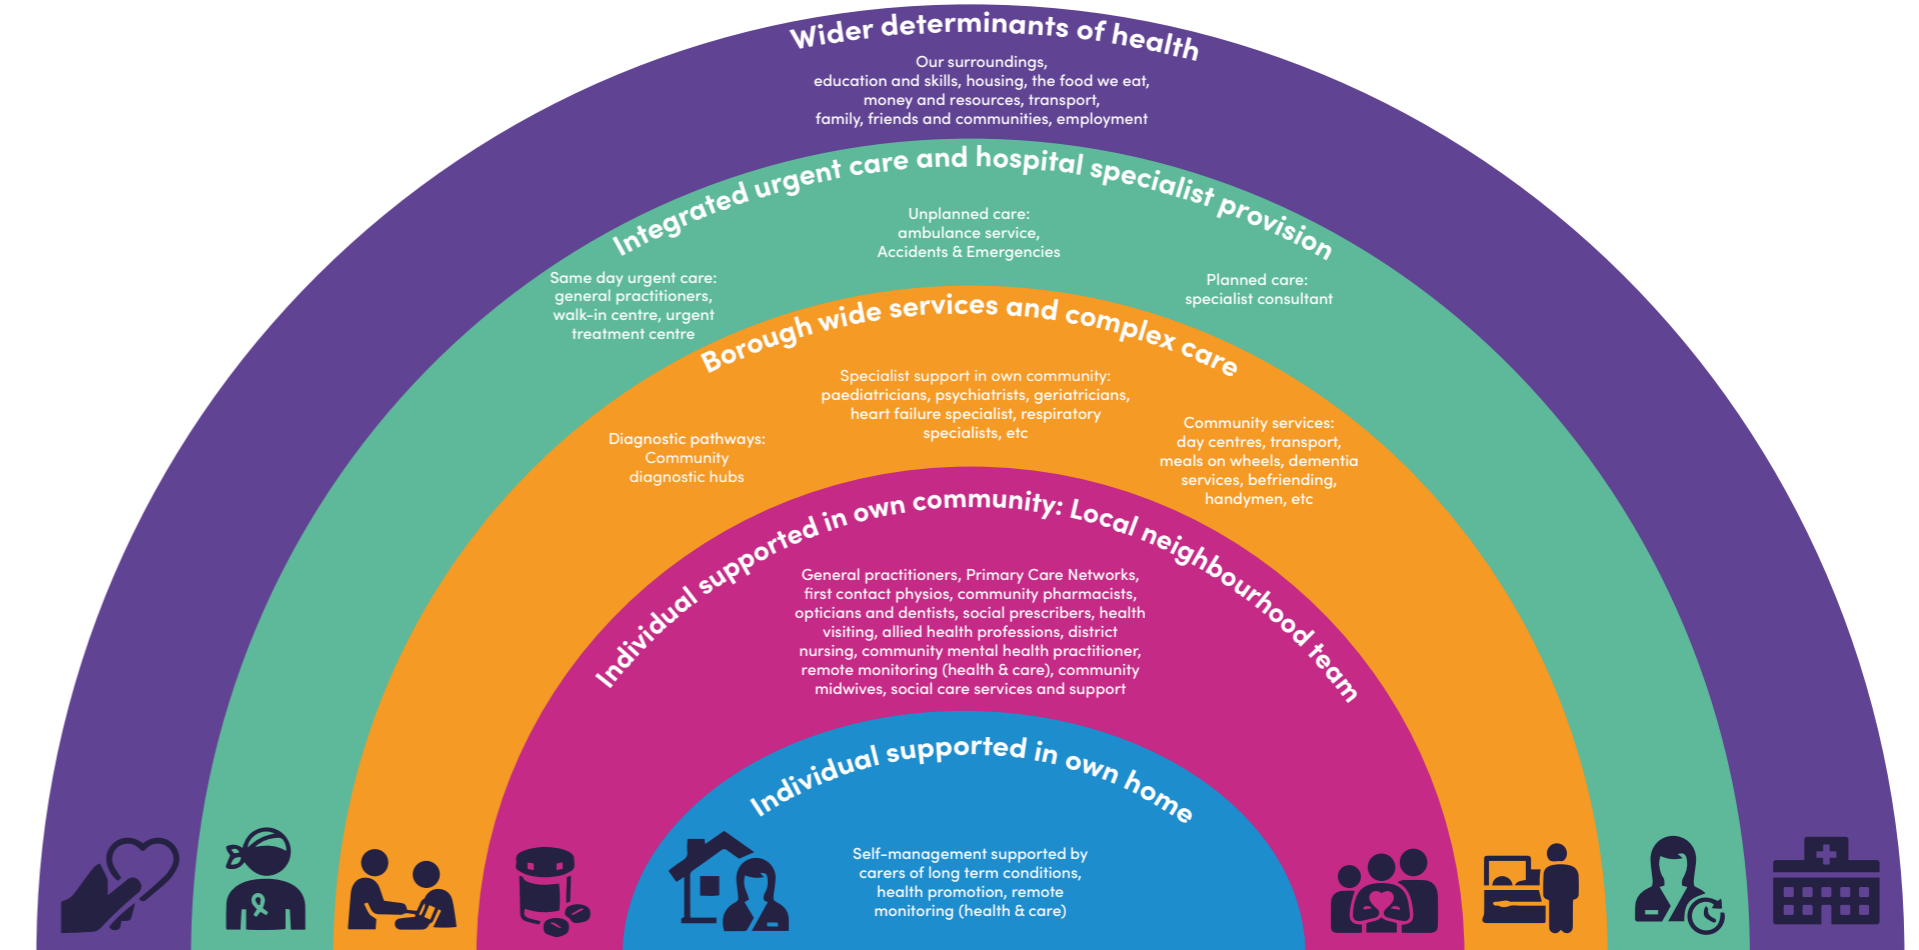 Wider determinants of health
Our surroundings,
education and skills, housing, the food we eat,
money and resources, transport,
family, friends and communities, employment
Integrated urgent care and hospital specialist provision
Same day urgent care:
general practitioners,
walk-in centre, urgent
treatment centre
Unplanned care:
ambulance service,
Accidents & Emergencies
Planned care:
specialist consultant
Borough wide services and complex care
Diagnostic pathways:
Community
diagnostic hubs
Specialist support in own community:
paediatricians, psychiatrists, geriatricians,
heart failure specialist, respiratory
specialists, etc
Community services:
day centres, transport,
meals on wheels, dementia
services, befriending,
handymen, etc
Individual supported in own community: Local neighbourhood team
General practitioners, Primary Care Networks,
first contact physios, community pharmacists,
opticians and dentists, social prescribers, health
visiting, allied health professions, district
nursing, community mental health practitioner,
remote monitoring (health & care), community
midwives, social care services and support
Individual supported in own home
Self-management supported by
carers of long term conditions,
health promotion, remote
monitoring (health & care)